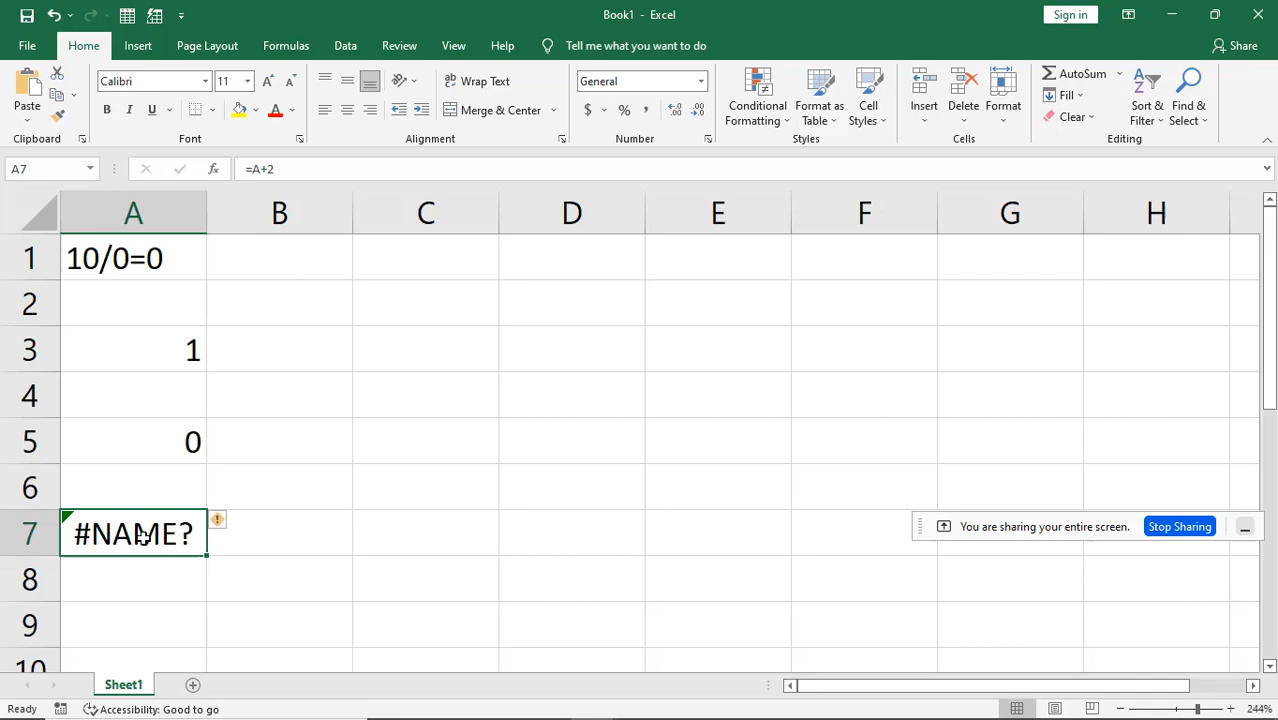 Book1 - Excel
Sign in
File Home Insert Page Layout Formulas Data Review View Help Tell me what you want to do Share
Paste
Clipboard
Calibri 11 A A
B I U A
Font
ab Wrap Text
Merge & Center
Alignment
General
$ % ,
Number
Conditional Formatting
Format as Table
Cell Styles
Styles
Insert Delete Format
Cells
AutoSum
Fill
Clear
Sort & Filter
Find & Select
Editing
A7 fx =A+2
A B C D E F G H
1 10/0=0
2
3 1
4
5 0
6
7 #NAME?
You are sharing your entire screen. Stop Sharing
8
9
10
Sheet1
Ready Accessibility: Good to go 244%